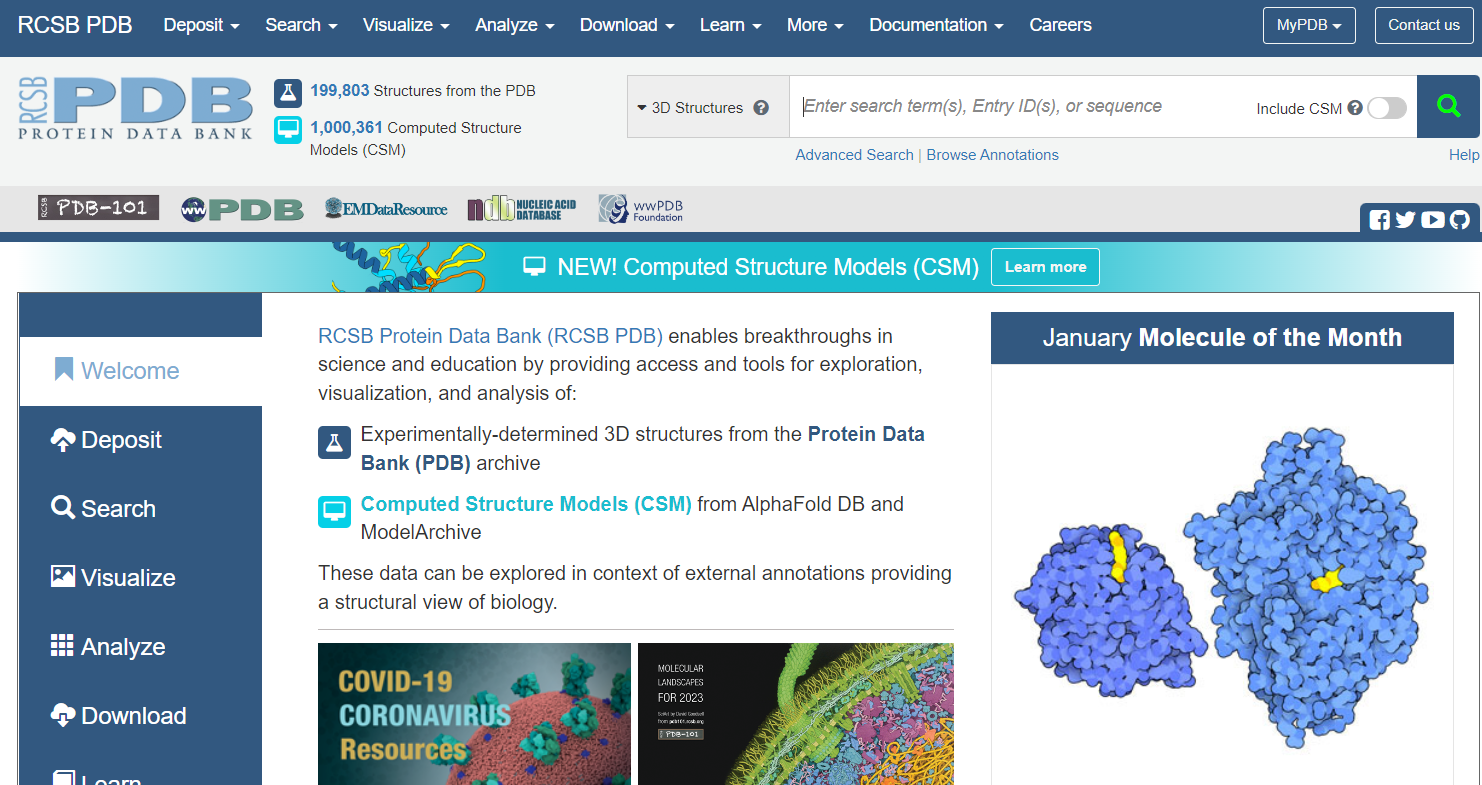 RCSB PDB Deposit Search Visualize Analyze Download Learn More Documentation Careers MyPDB Contact us
RCSB PDB
PROTEIN DATA BANK
199,803 Structures from the PDB
1,000,361 Computed Structure
Models (CSM)
3D Structures ? Enter search term(s), Entry ID(s), or sequence Include CSM ?
Advanced Search | Browse Annotations Help
RCSB PDB-101 wwPDB EMDataResource ndb NUCLEIC ACID DATABASE wwPDB Foundation
NEW! Computed Structure Models (CSM) Learn more
Welcome
Deposit
Search
Visualize
Analyze
Download
Learn
RCSB Protein Data Bank (RCSB PDB) enables breakthroughs in
science and education by providing access and tools for exploration,
visualization, and analysis of:
Experimentally-determined 3D structures from the Protein Data
Bank (PDB) archive
Computed Structure Models (CSM) from AlphaFold DB and
ModelArchive
These data can be explored in context of external annotations providing
a structural view of biology.
COVID-19
CORONAVIRUS
Resources
MOLECULAR
LANDSCAPES
FOR 2023
from pdb101.rcsb.org
PDB-101
January Molecule of the Month